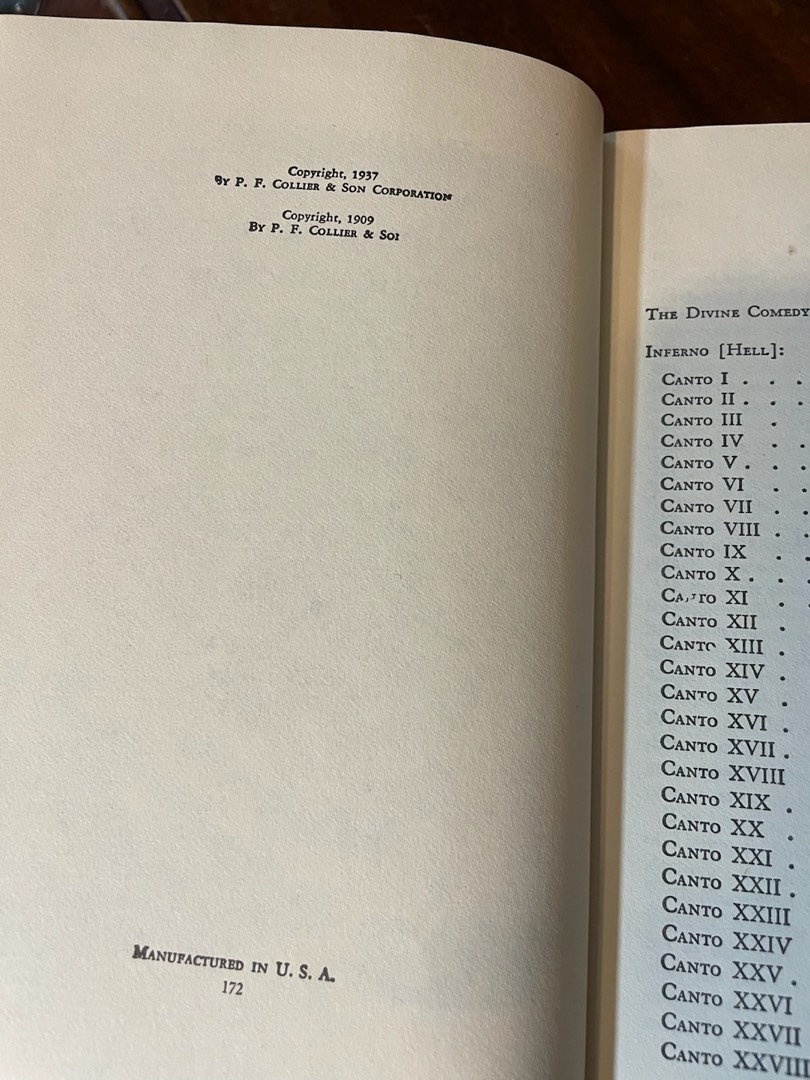 Copyright, 1937
By P. F. Collier & Son Corporation
Copyright, 1909
By P. F. Collier &
Manufactured in U. S. A.
172
The Divine Comedy
Inferno [Hell]:
Canto I . . .
Canto II . . .
Canto III .
Canto IV . .
Canto V . . .
Canto VI . .
Canto VII . .
Canto VIII . .
Canto IX . .
Canto X . . .
Canto XI .
Canto XII .
Canto XIII .
Canto XIV .
Canto XV .
Canto XVI .
Canto XVII .
Canto XVIII
Canto XIX .
Canto XX .
Canto XXI .
Canto XXII .
Canto XXIII
Canto XXIV
Canto XXV .
Canto XXVI
Canto XXVII
Canto XXVIII